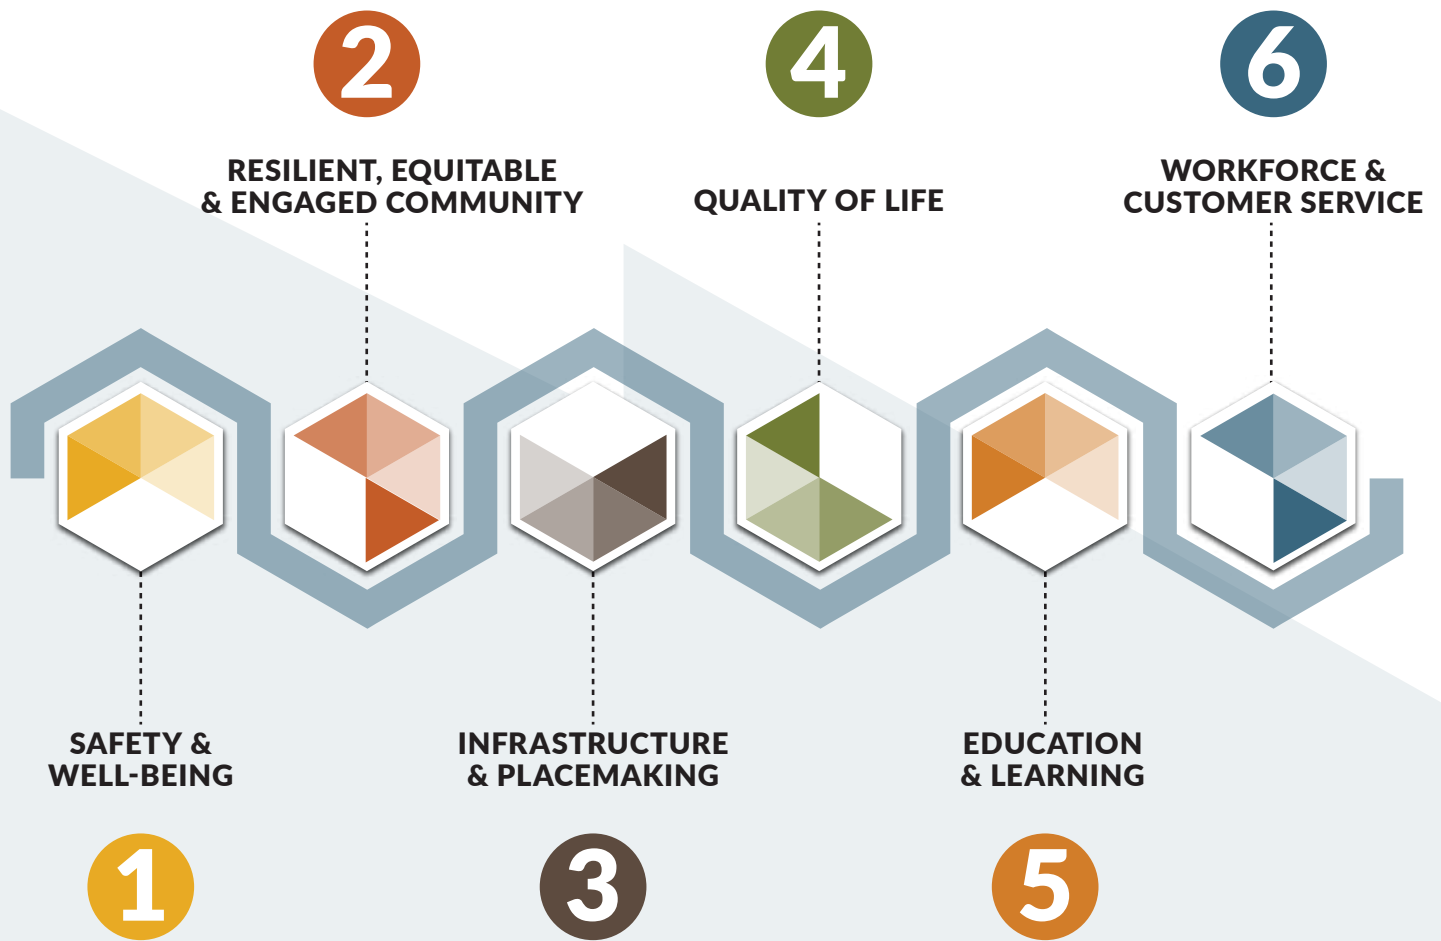 2
RESILIENT, EQUITABLE
& ENGAGED COMMUNITY
4
QUALITY OF LIFE
6
WORKFORCE &
CUSTOMER SERVICE
SAFETY &
WELL-BEING
1
INFRASTRUCTURE
& PLACEMAKING
3
EDUCATION
& LEARNING
5